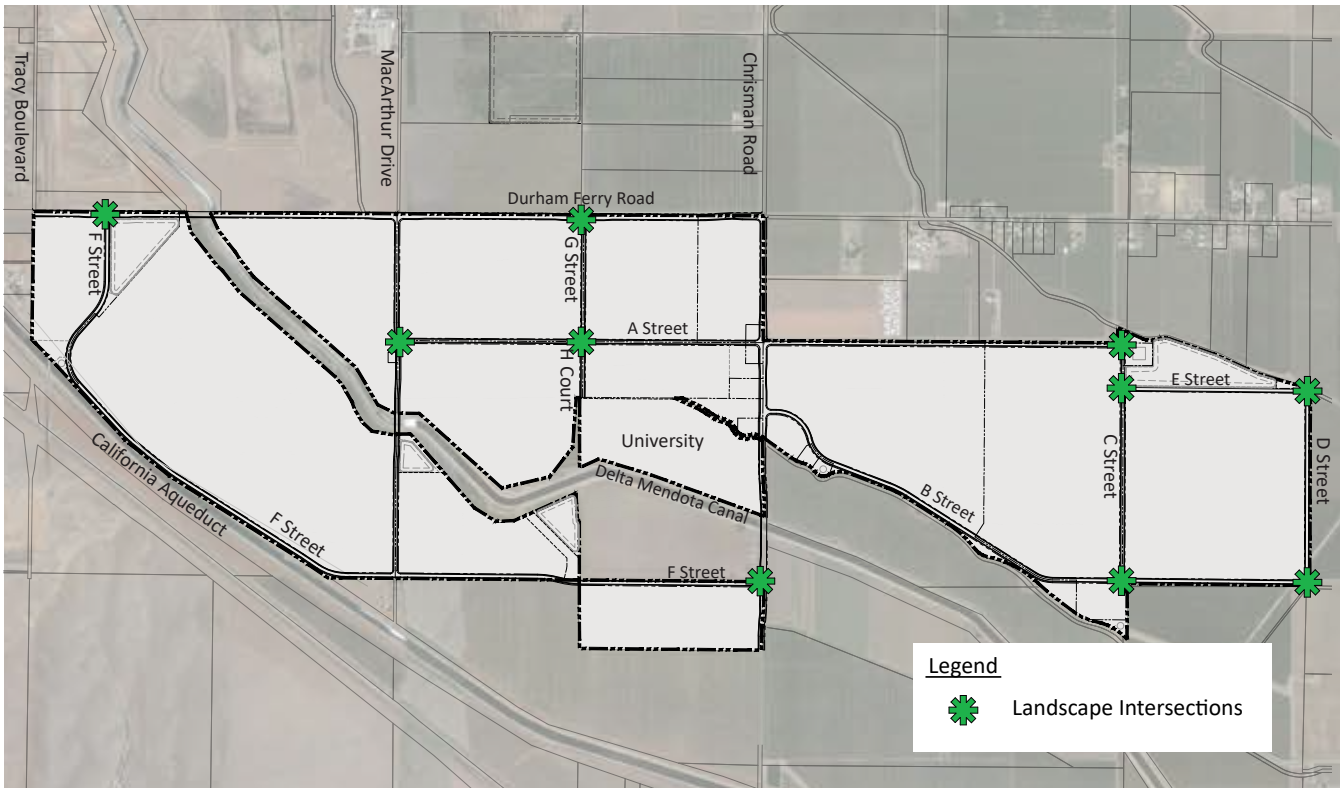 Tracy Boulevard
MacArthur Drive
Chrisman Road
Durham Ferry Road
F Street
G Street
A Street
H Court
E Street
University
C Street
D Street
Delta Mendota Canal
California Aqueduct
B Street
F Street
F Street
Legend
Landscape Intersections